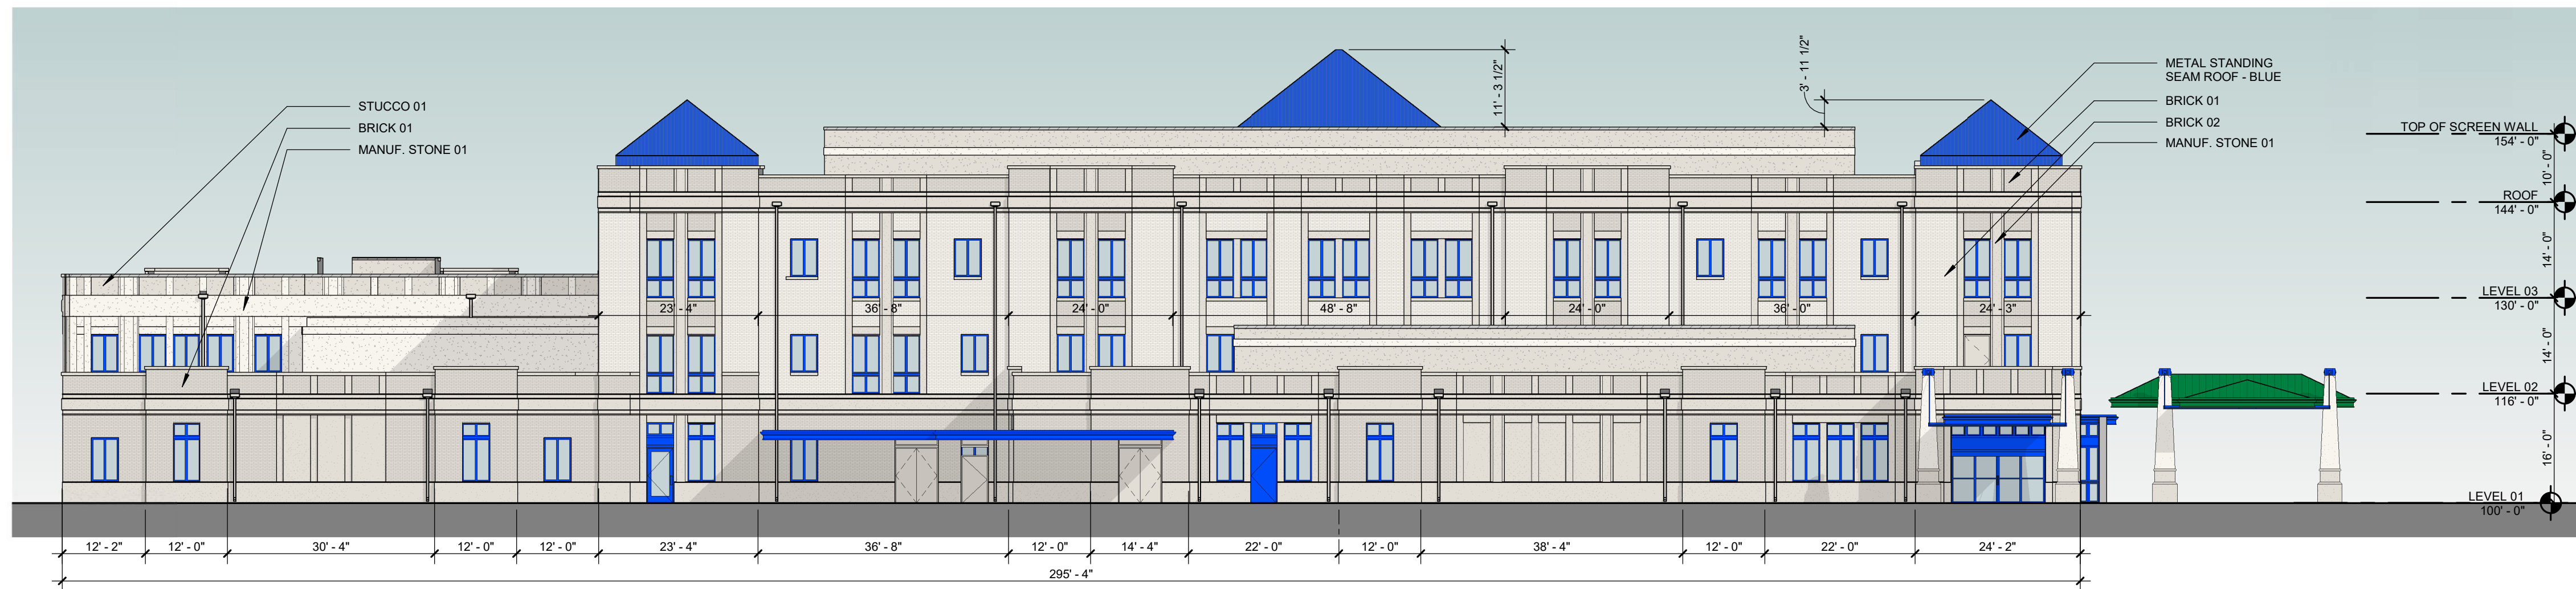 11' - 3 1/2"
3' - 11 1/2"
METAL STANDING
SEAM ROOF - BLUE
BRICK 01
BRICK 02
MANUF. STONE 01
STUCCO 01
BRICK 01
MANUF. STONE 01
TOP OF SCREEN WALL
154' - 0"
10' - 0"
ROOF
144' - 0"
14' - 0"
LEVEL 03
130' - 0"
14' - 0"
LEVEL 02
116' - 0"
16' - 0"
LEVEL 01
100' - 0"
23' - 4" 36' - 8" 24' - 0" 48' - 8" 24' - 0" 36' - 0" 24' - 3"
12' - 2" 12' - 0" 30' - 4" 12' - 0" 12' - 0" 23' - 4" 36' - 8" 12' - 0" 14' - 4" 22' - 0" 12' - 0" 38' - 4" 12' - 0" 22' - 0" 24' - 2"
295' - 4"